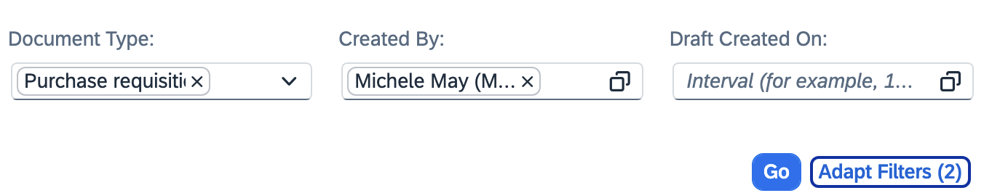 Document Type:
Created By:
Draft Created On:
Purchase requisiti
Michele May (M...
Interval (for example, 1...
Go
Adapt Filters (2)